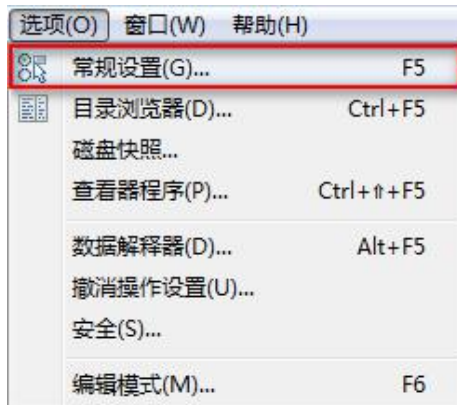 选项(O) 窗口(W) 帮助(H)
常规设置(G)... F5
目录浏览器(D)... Ctrl+F5
磁盘快照...
查看器程序(P)... Ctrl+⇧+F5
数据解释器(D)... Alt+F5
撤消操作设置(U)...
安全(S)...
编辑模式(M)... F6